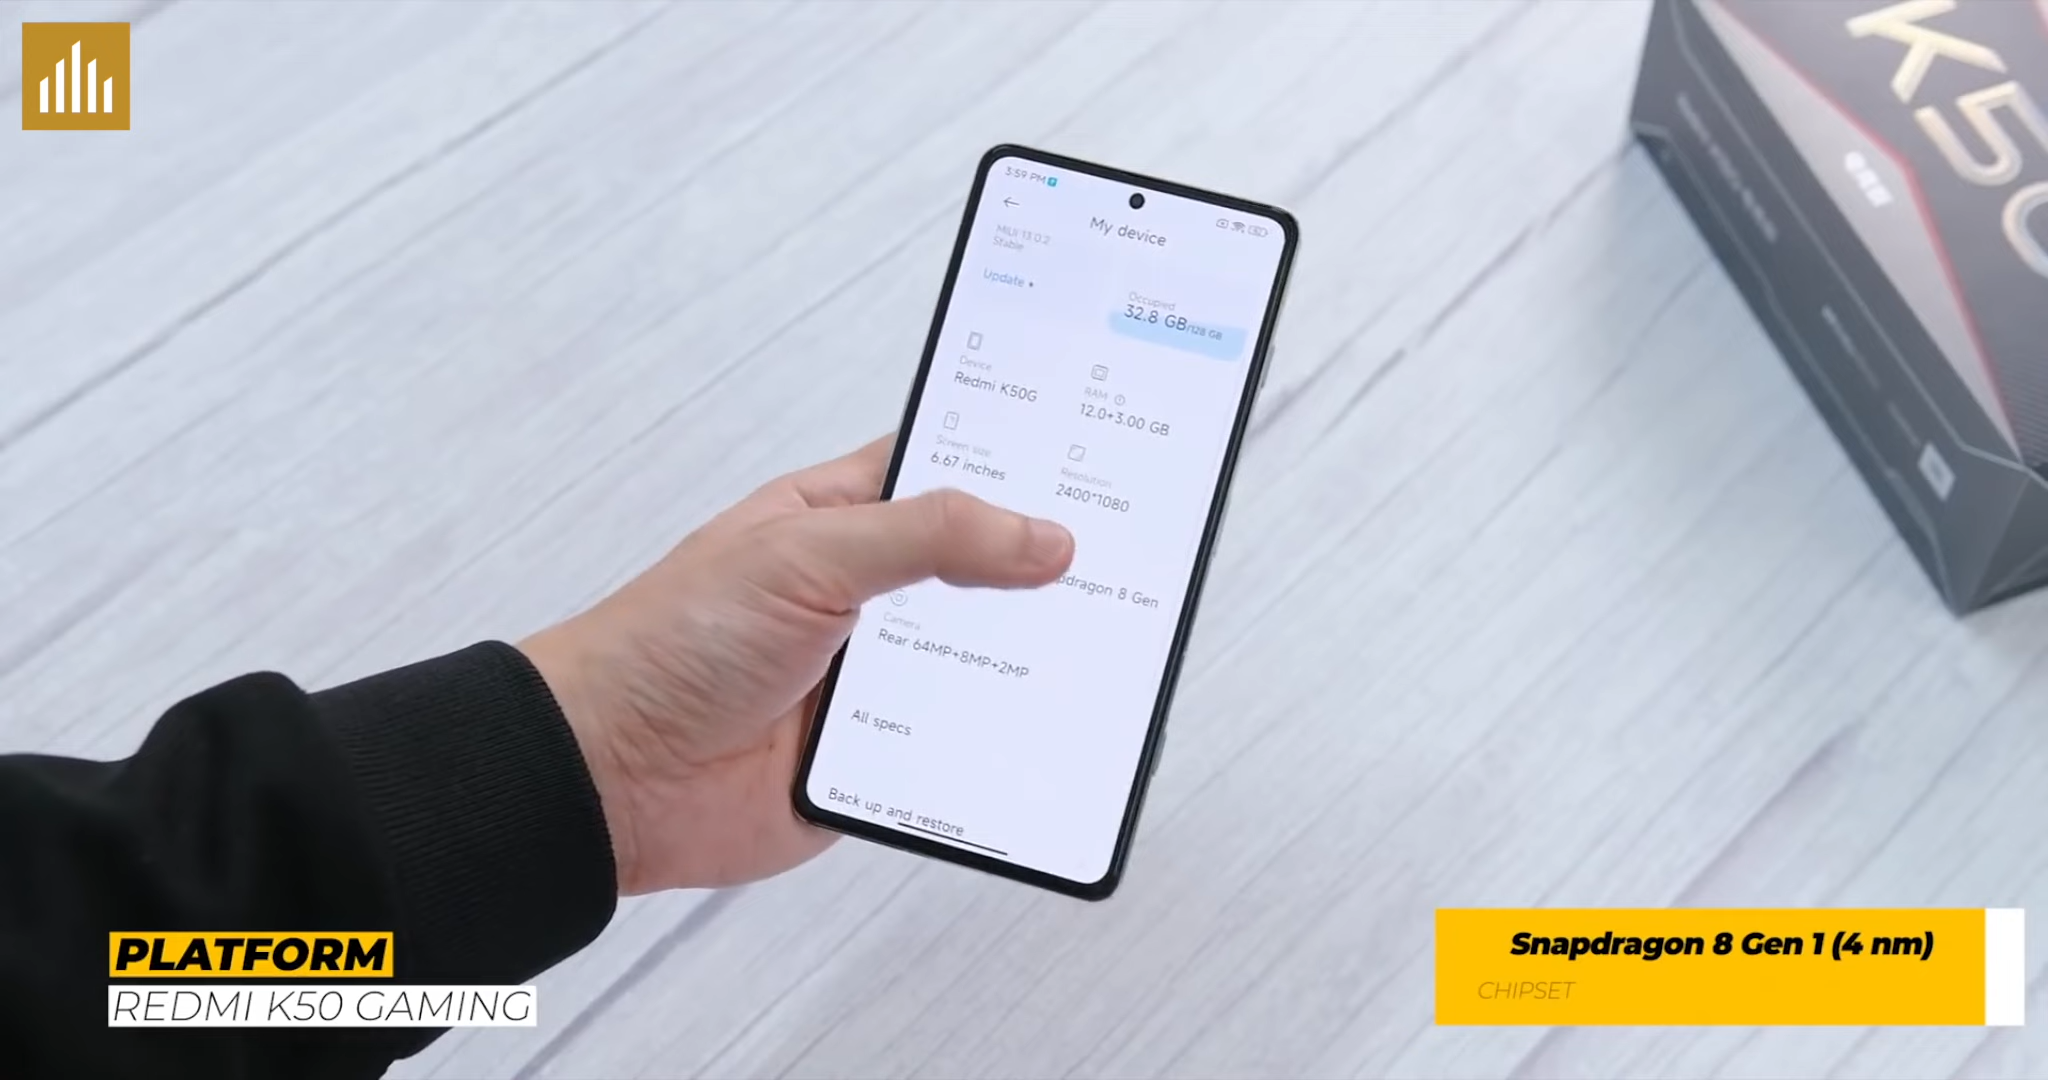 K50
3:59 PM
My device
MIUI 13.0.2
Stable
Update
Occupied
32.8 GB/128 GB
Device
Redmi K50G
RAM
12.0+3.00 GB
Screen size
6.67 inches
Resolution
2400*1080
pdragon 8 Gen
Camera
Rear 64MP+8MP+2MP
All specs
Back up and restore
PLATFORM
REDMI K50 GAMING
Snapdragon 8 Gen 1 (4 nm)
CHIPSET